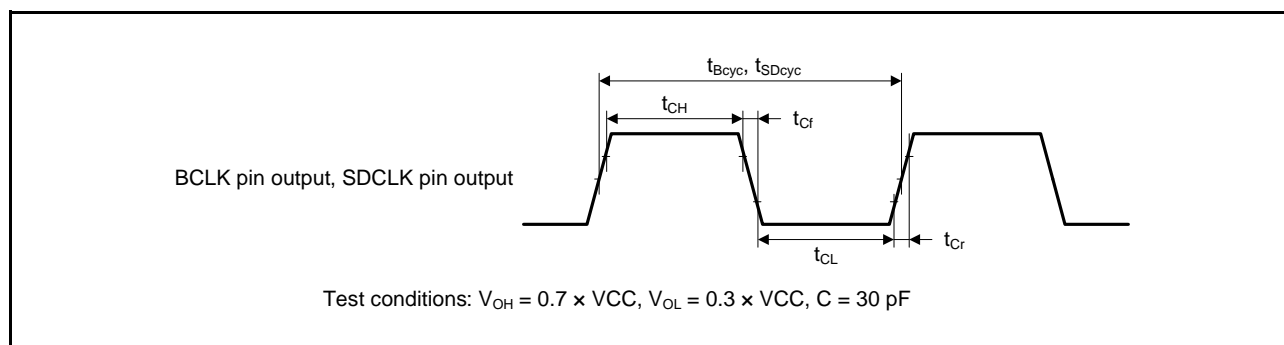 tBcyc, tSDcyc
tCH
tCf
BCLK pin output, SDCLK pin output
tCL
tCr
Test conditions: VOH = 0.7 × VCC, VOL = 0.3 × VCC, C = 30 pF